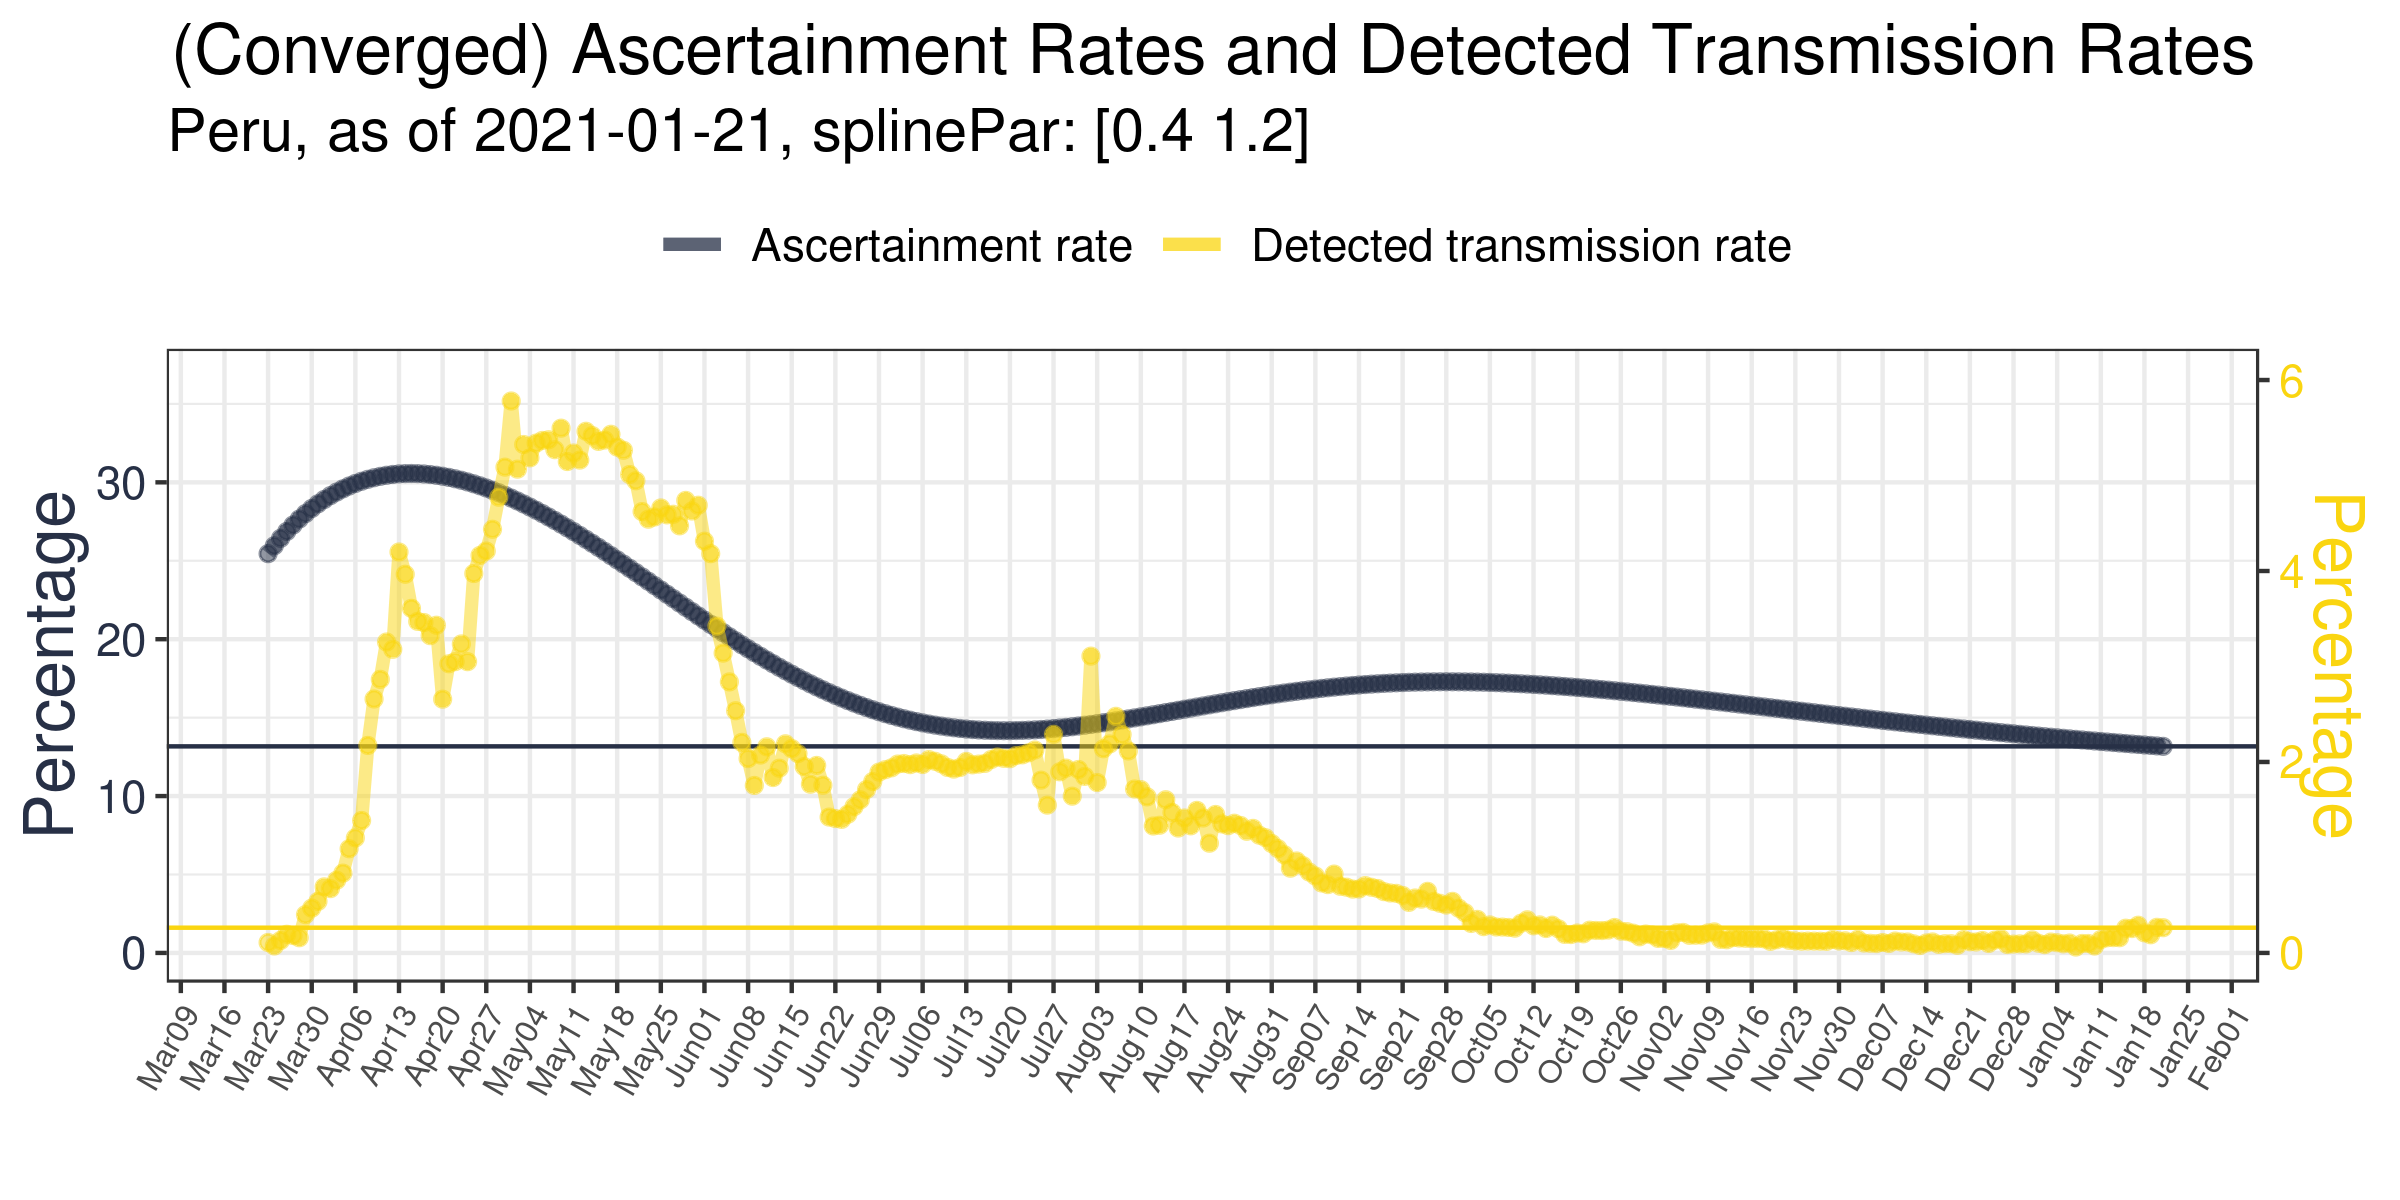 (Converged) Ascertainment Rates and Detected Transmission Rates
Peru, as of 2021-01-21, splinePar: [0.4 1.2]
Ascertainment rate
Detected transmission rate
Percentage
30
20
10
0
6
4
2
0
Percentage
Mar09
Mar16
Mar23
Mar30
Apr06
Apr13
Apr20
Apr27
May04
May11
May18
May25
Jun01
Jun08
Jun15
Jun22
Jun29
Jul06
Jul13
Jul20
Jul27
Aug03
Aug10
Aug17
Aug24
Aug31
Sep07
Sep14
Sep21
Sep28
Oct05
Oct12
Oct19
Oct26
Nov02
Nov09
Nov16
Nov23
Nov30
Dec07
Dec14
Dec21
Dec28
Jan04
Jan11
Jan18
Jan25
Feb01